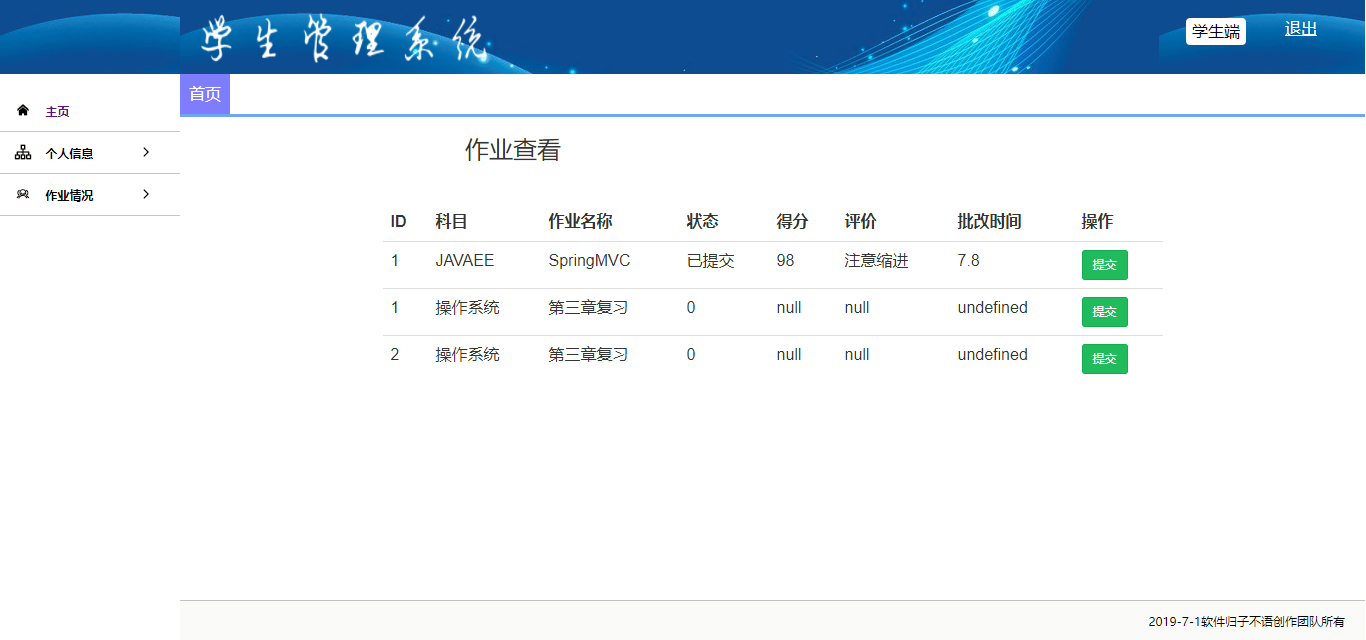 学生管理系统
学生端 退出
首页
主页
个人信息
作业情况
作业查看
ID 科目 作业名称 状态 得分 评价 批改时间 操作
1 JAVAEE SpringMVC 已提交 98 注意缩进 7.8 提交
1 操作系统 第三章复习 0 null null undefined 提交
2 操作系统 第三章复习 0 null null undefined 提交
2019-7-1软件归子不语创作团队所有